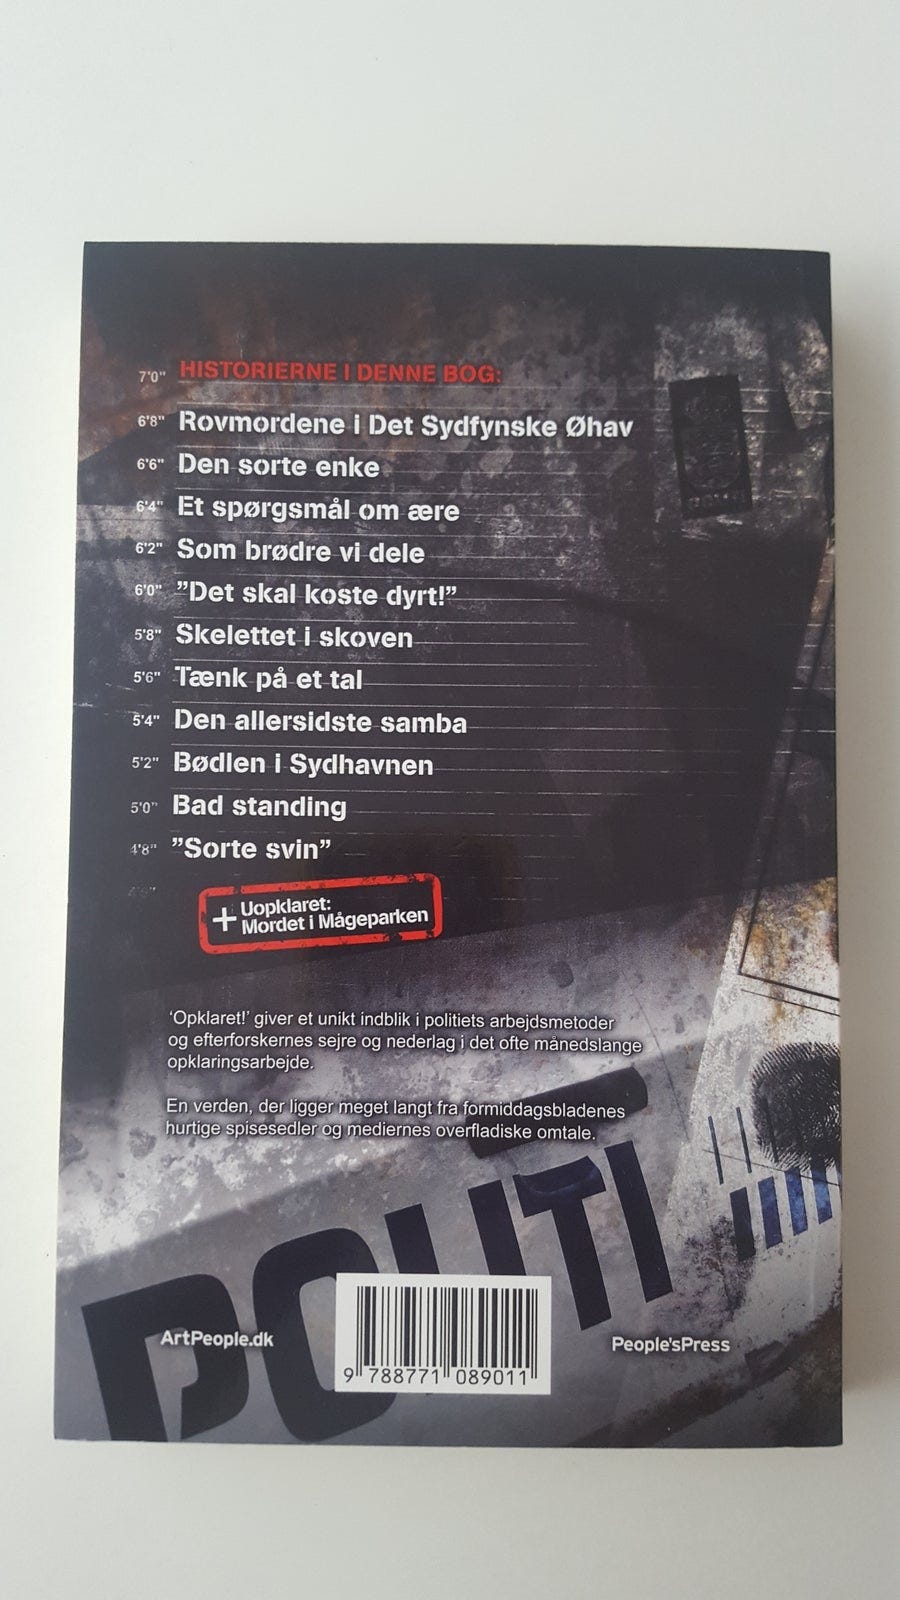 7'0" HISTORIERNE I DENNE BOG:
6'8" Rovmordene i Det Sydfynske Øhav
6'6" Den sorte enke
6'4" Et spørgsmål om ære
6'2" Som brødre vi dele
6'0" ”Det skal koste dyrt!”
5'8" Skelettet i skoven
5'6" Tænk på et tal
5'4" Den allersidste samba
5'2" Bødlen i Sydhavnen
5'0" Bad standing
4'8" ”Sorte svin”
+ Uopklaret:
Mordet i Mågeparken
‘Opklaret!’ giver et unikt indblik i politiets arbejdsmetoder
og efterforskernes sejre og nederlag i det ofte månedslange
opklaringsarbejde.
En verden, der ligger meget langt fra formiddagsbladenes
hurtige spisesedler og mediernes overfladiske omtale.
POLITI
ArtPeople.dk
9 788771 089011
People'sPress